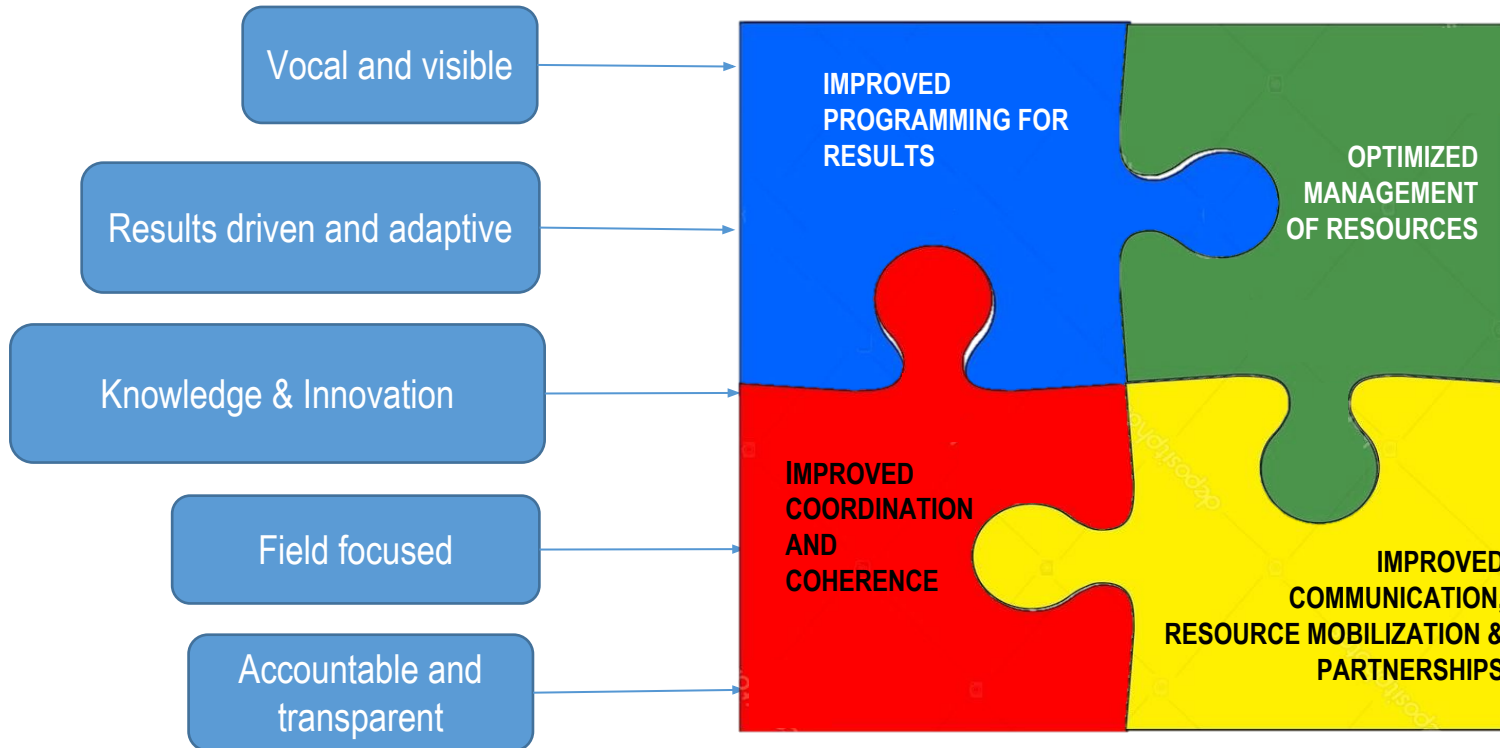 Vocal and visible
Results driven and adaptive
Knowledge & Innovation
Field focused
Accountable and
transparent
IMPROVED
PROGRAMMING FOR
RESULTS
OPTIMIZED
MANAGEMENT
OF RESOURCES
IMPROVED
COORDINATION
AND
COHERENCE
IMPROVED
COMMUNICATION,
RESOURCE MOBILIZATION &
PARTNERSHIPS